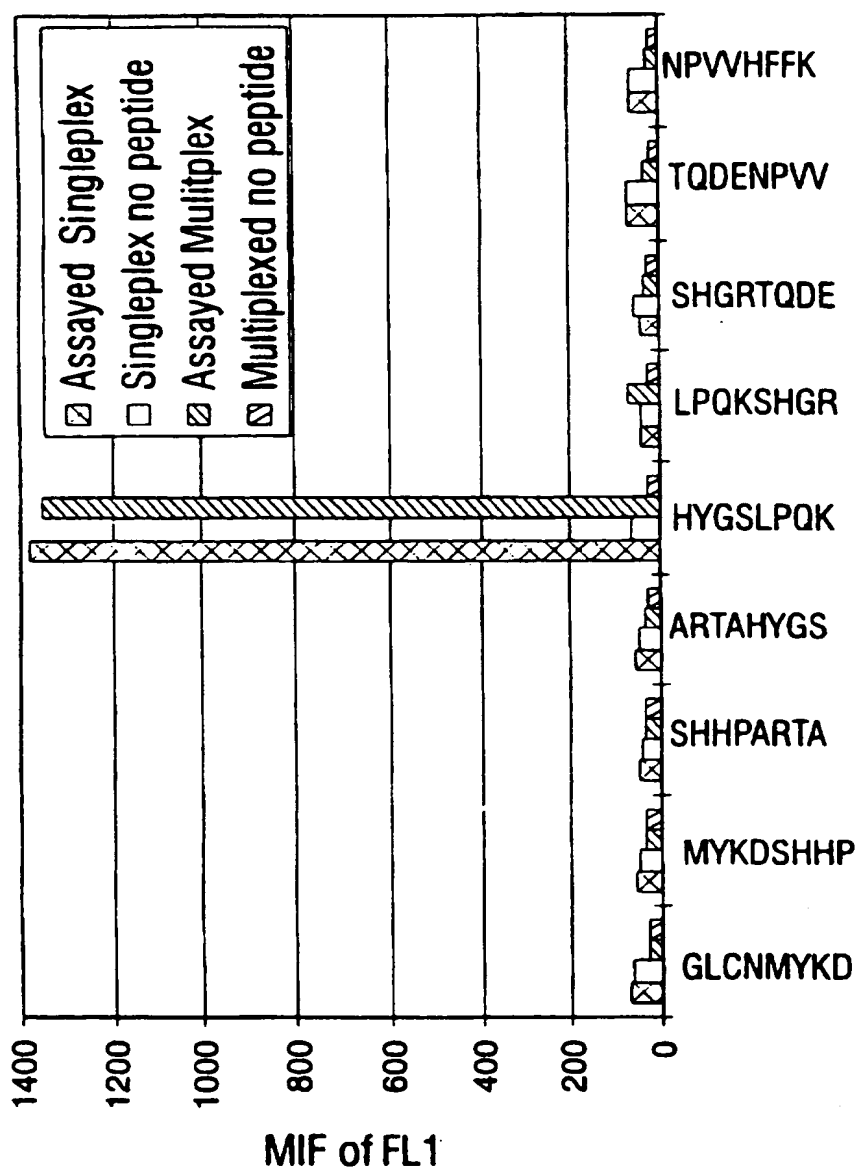 1400
1200
1000
800
600
400
200
0
MIF of FL1
Assayed Singleplex
Singleplex no peptide
Assayed Mulitplex
Multiplexed no peptide
GLCNMYKD
MYKDSHHP
SHHPARTA
ARTAHYGS
HYGSLPQK
LPQKSHGR
SHGRTQDE
TQDENPVV
NPVVHFFK